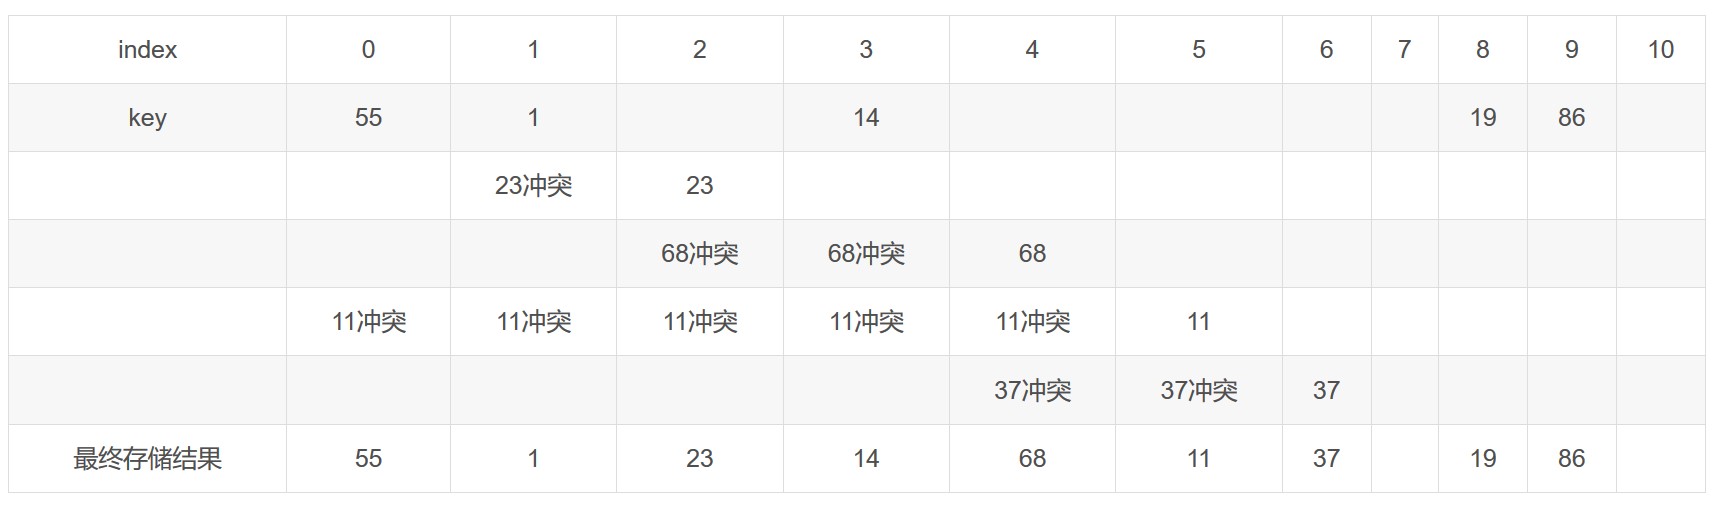 index 0 1 2 3 4 5 6 7 8 9 10
key 55 1 14 19 86
23冲突 23
68冲突 68冲突 68
11冲突 11冲突 11冲突 11冲突 11冲突 11
37冲突 37冲突 37
最终存储结果 55 1 23 14 68 11 37 19 86